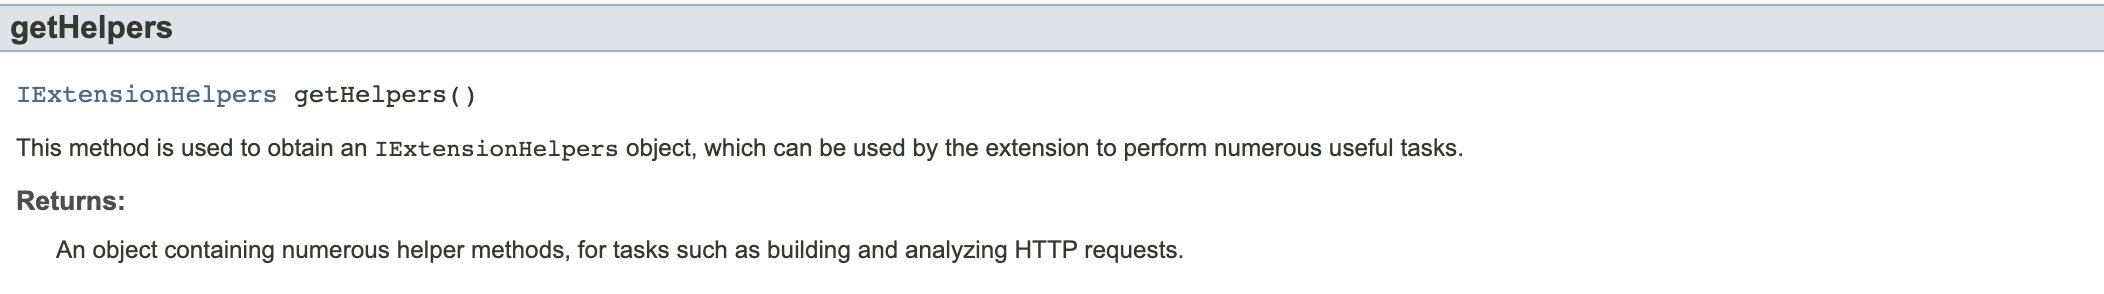 getHelpers
IExtensionHelpers getHelpers()
This method is used to obtain an IExtensionHelpers object, which can be used by the extension to perform numerous useful tasks.
Returns:
An object containing numerous helper methods, for tasks such as building and analyzing HTTP requests.